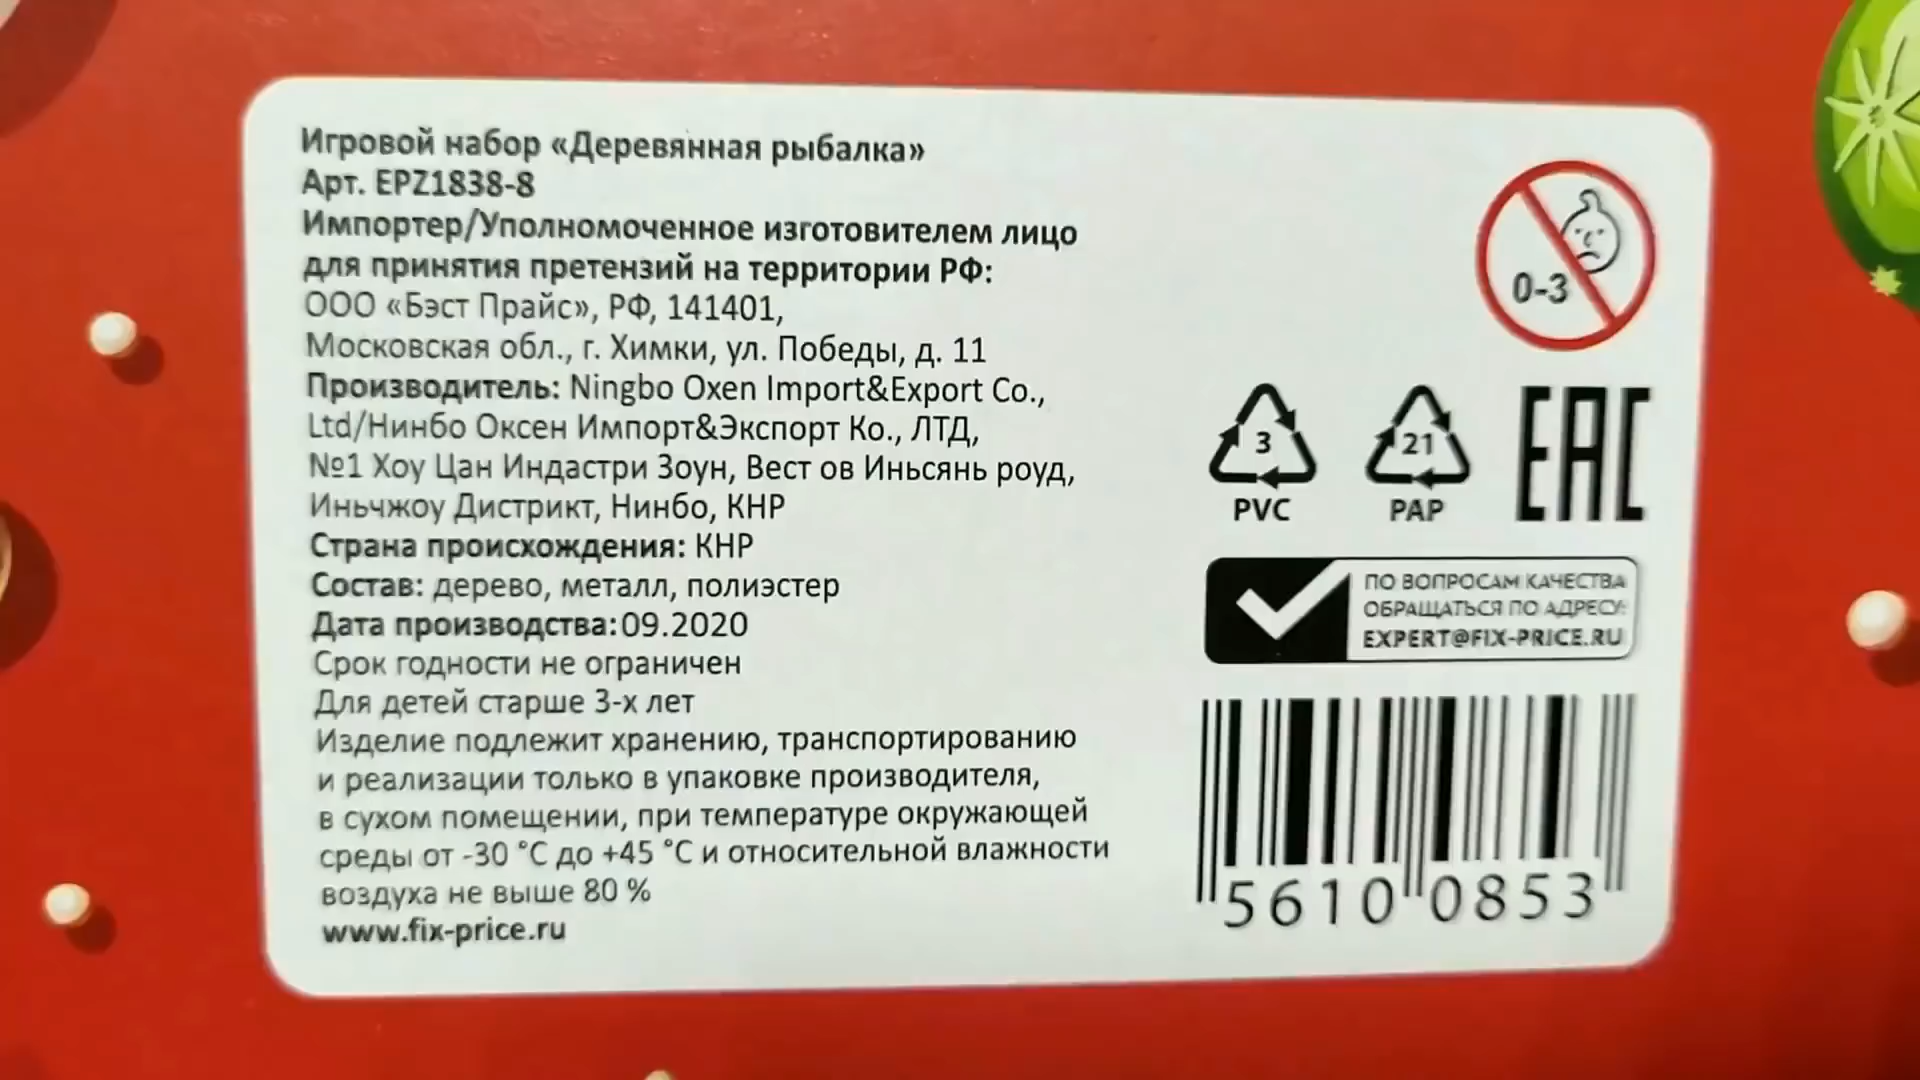 Игровой набор «Деревянная рыбалка»
Арт. EPZ1838-8
Импортер/Уполномоченное изготовителем лицо
для принятия претензий на территории РФ:
ООО «Бэст Прайс», РФ, 141401,
Московская обл., г. Химки, ул. Победы, д. 11
Производитель: Ningbo Oxen Import&Export Co.,
Ltd/Нинбо Оксен Импорт&Экспорт Ко., ЛТД,
№1 Хоу Цан Индастри Зоун, Вест ов Иньсянь роуд,
Иньчжоу Дистрикт, Нинбо, КНР
Страна происхождения: КНР
Состав: дерево, металл, полиэстер
Дата производства: 09.2020
Срок годности не ограничен
Для детей старше 3-х лет
Изделие подлежит хранению, транспортированию
и реализации только в упаковке производителя,
в сухом помещении, при температуре окружающей
среды от -30 °C до +45 °C и относительной влажности
воздуха не выше 80 %
www.fix-price.ru
0-3
3
PVC
21
PAP
EAC
ПО ВОПРОСАМ КАЧЕСТВА
ОБРАЩАТЬСЯ ПО АДРЕСУ:
EXPERT@FIX-PRICE.RU
5610 0853